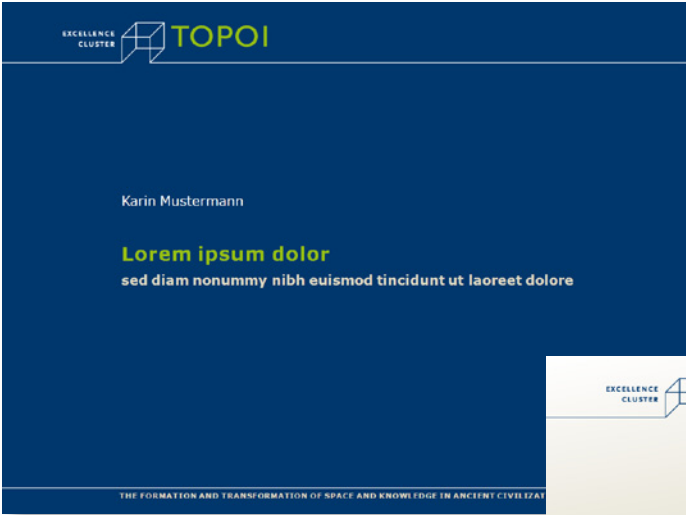 EXCELLENCE
CLUSTER
TOPOI
Karin Mustermann
Lorem ipsum dolor
sed diam nonummy nibh euismod tincidunt ut laoreet dolore
EXCELLENCE
CLUSTER
THE FORMATION AND TRANSFORMATION OF SPACE AND KNOWLEDGE IN ANCIENT CIVILIZAT